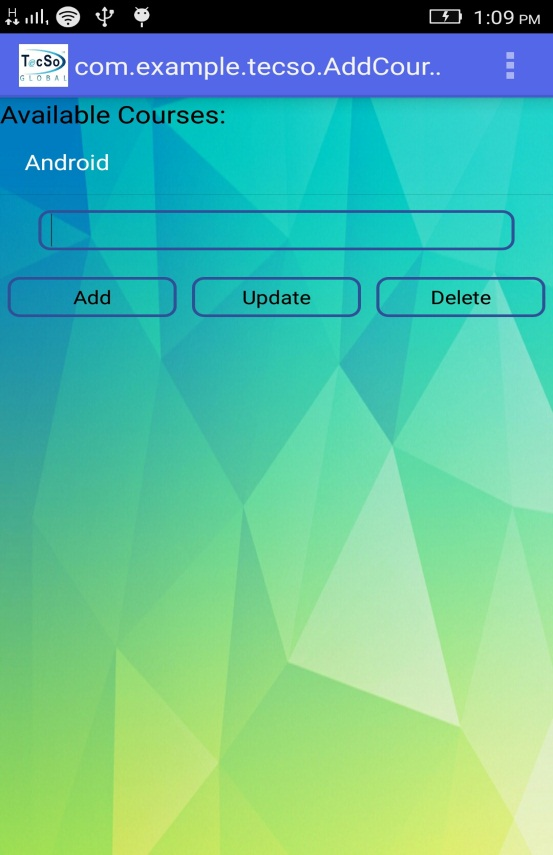 H
1:09 PM
TecSo
GLOBAL
com.example.tecso.AddCour..
Available Courses:
Android
Add
Update
Delete